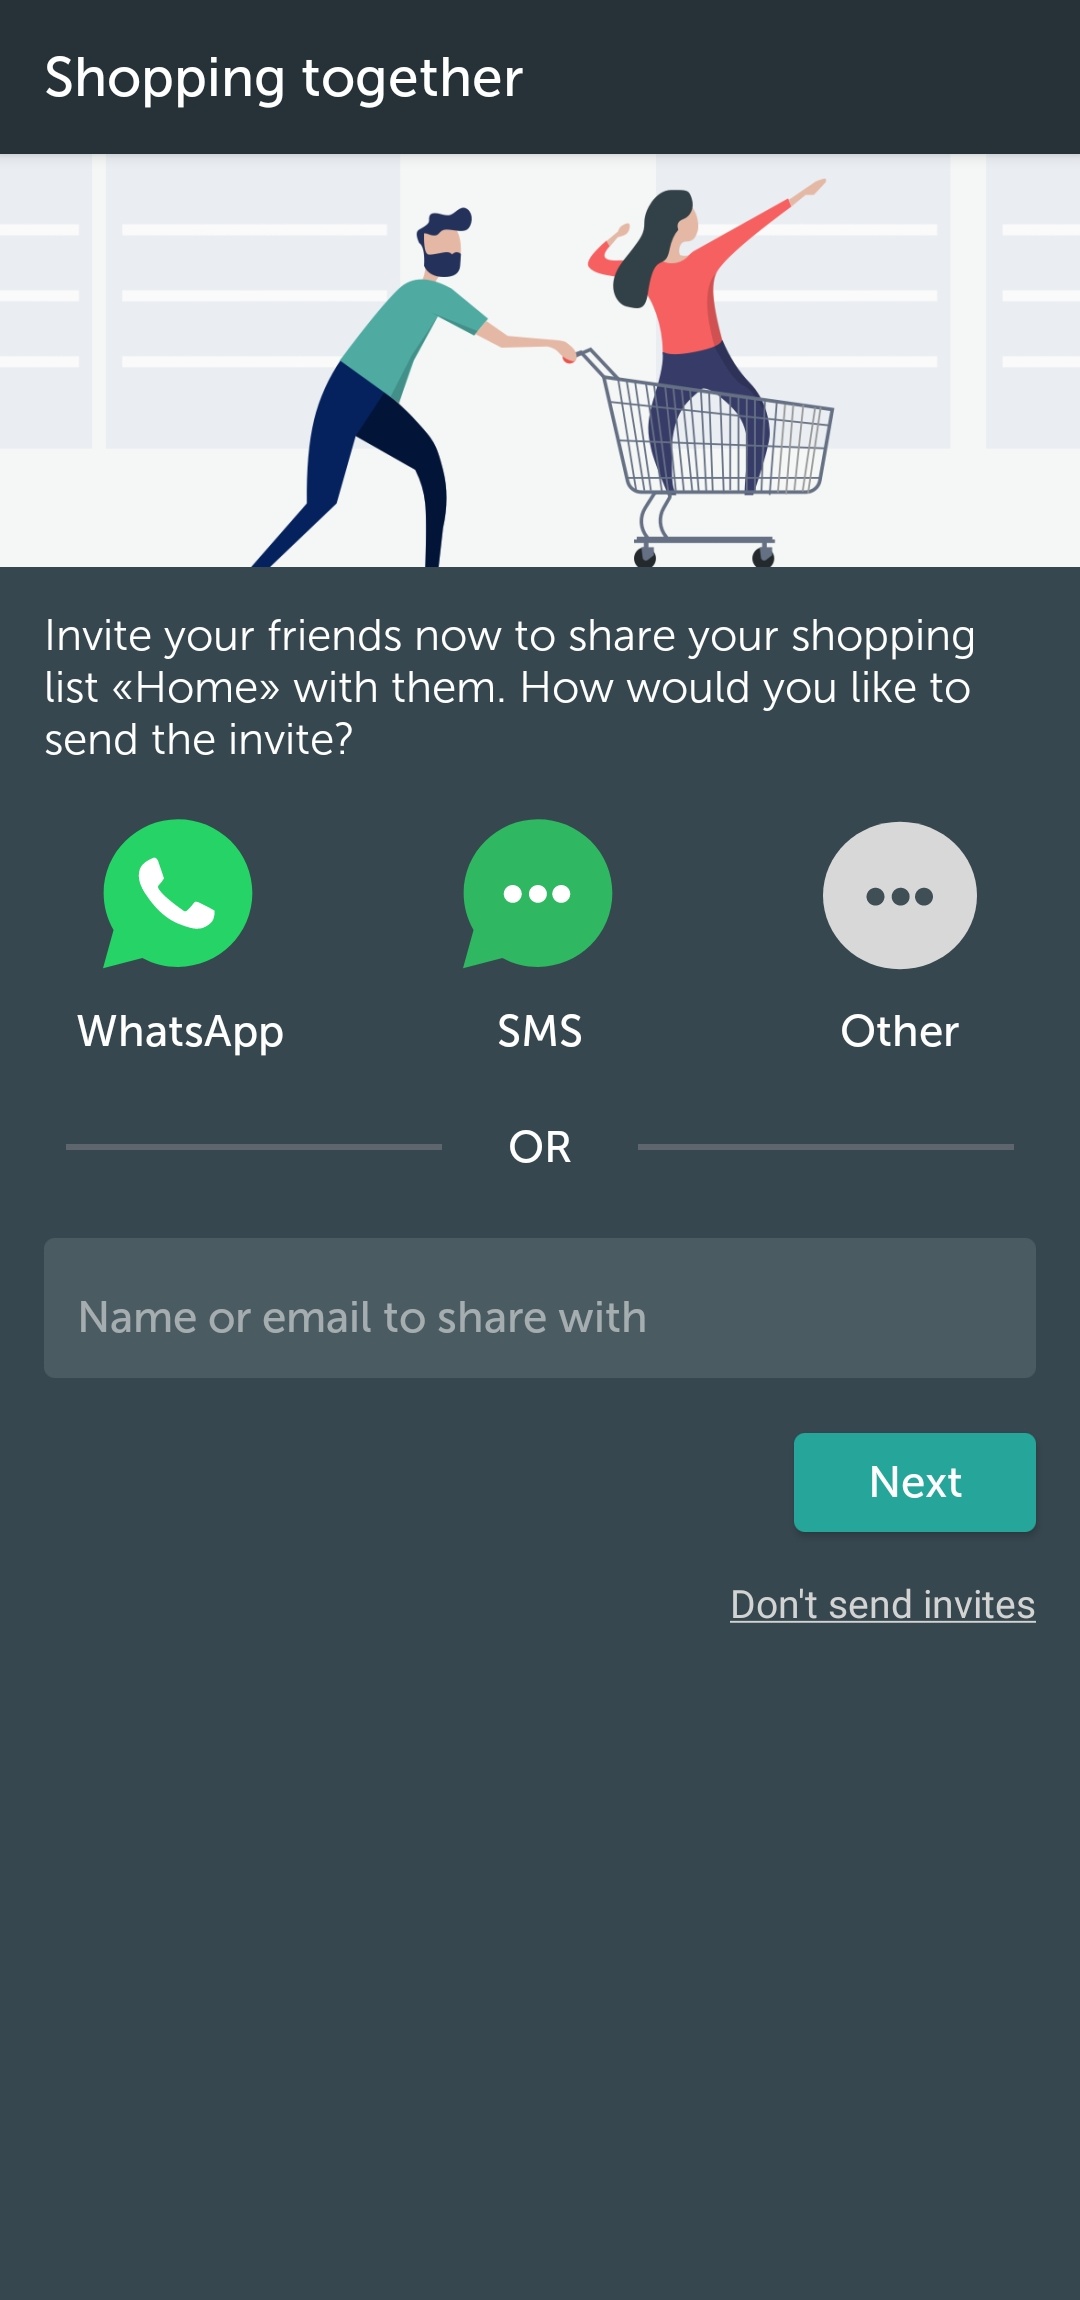 Shopping together
Invite your friends now to share your shopping
list «Home» with them. How would you like to
send the invite?
WhatsApp
SMS
Other
OR
Name or email to share with
Next
Don't send invites